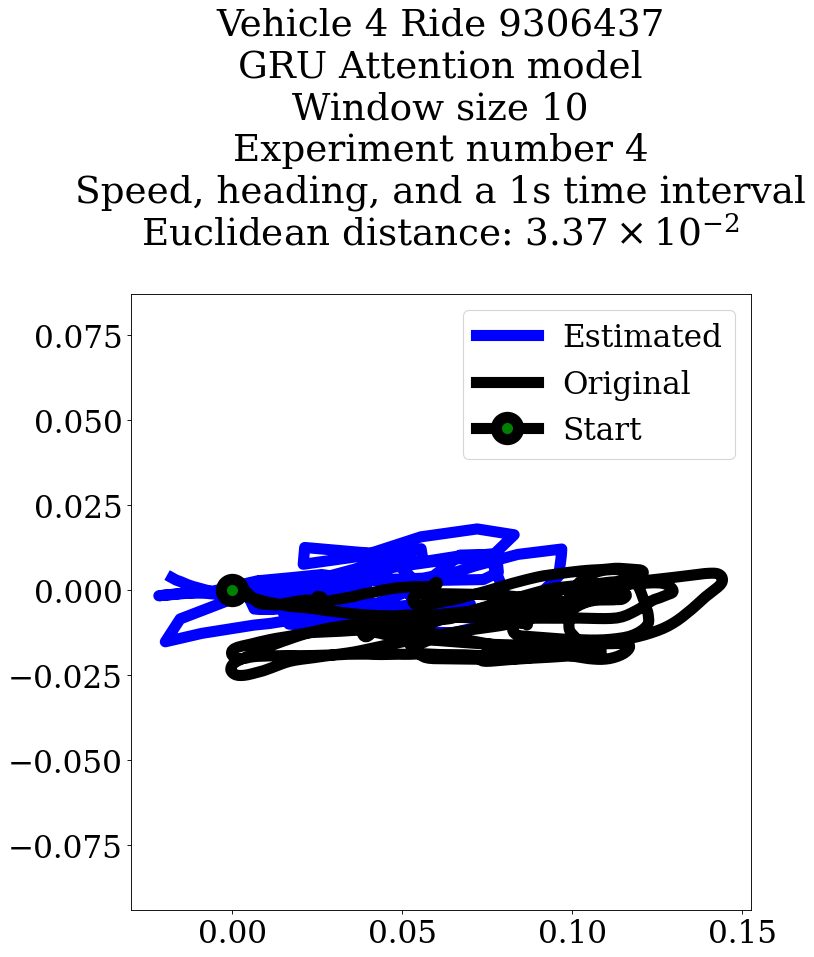 Vehicle 4 Ride 9306437
GRU Attention model
Window size 10
Experiment number 4
Speed, heading, and a 1s time interval
Euclidean distance: 3.37 × 10⁻²
Estimated
Original
Start
0.075
0.050
0.025
0.000
−0.025
−0.050
−0.075
0.00 0.05 0.10 0.15